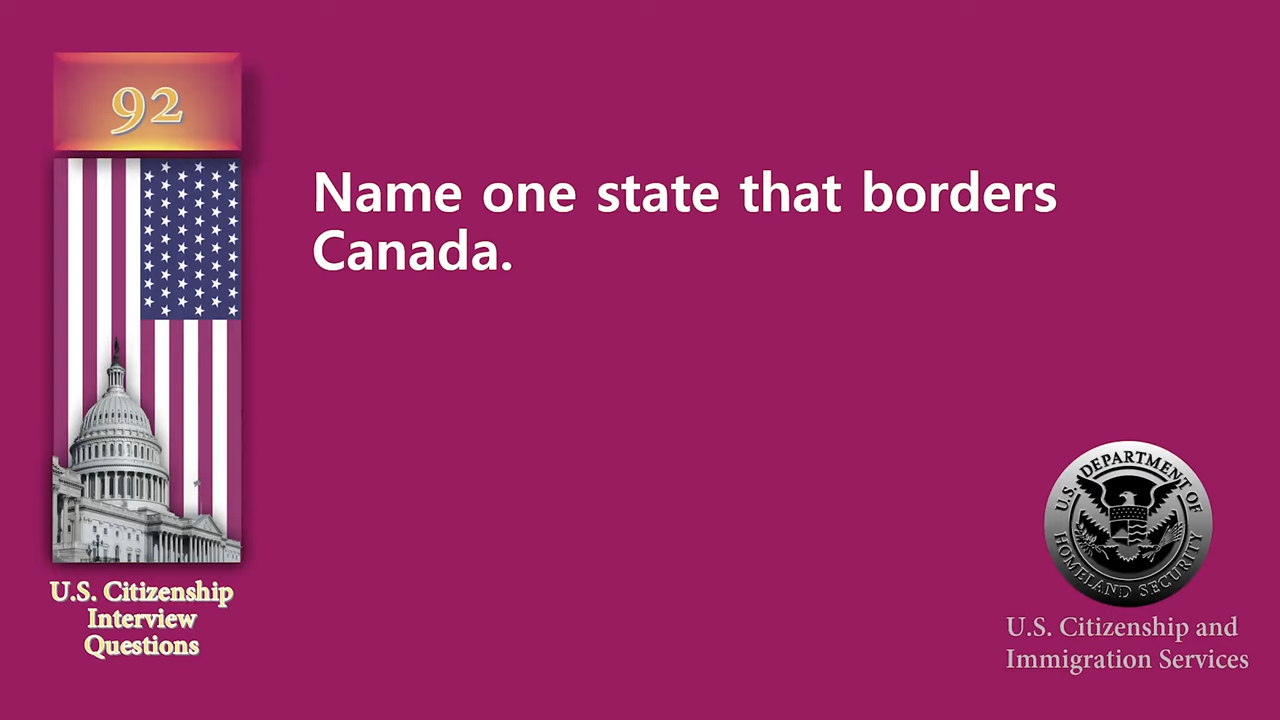 92
Name one state that borders
Canada.
U.S. Citizenship
Interview
Questions
U.S. DEPARTMENT OF
HOMELAND SECURITY
U.S. Citizenship and
Immigration Services